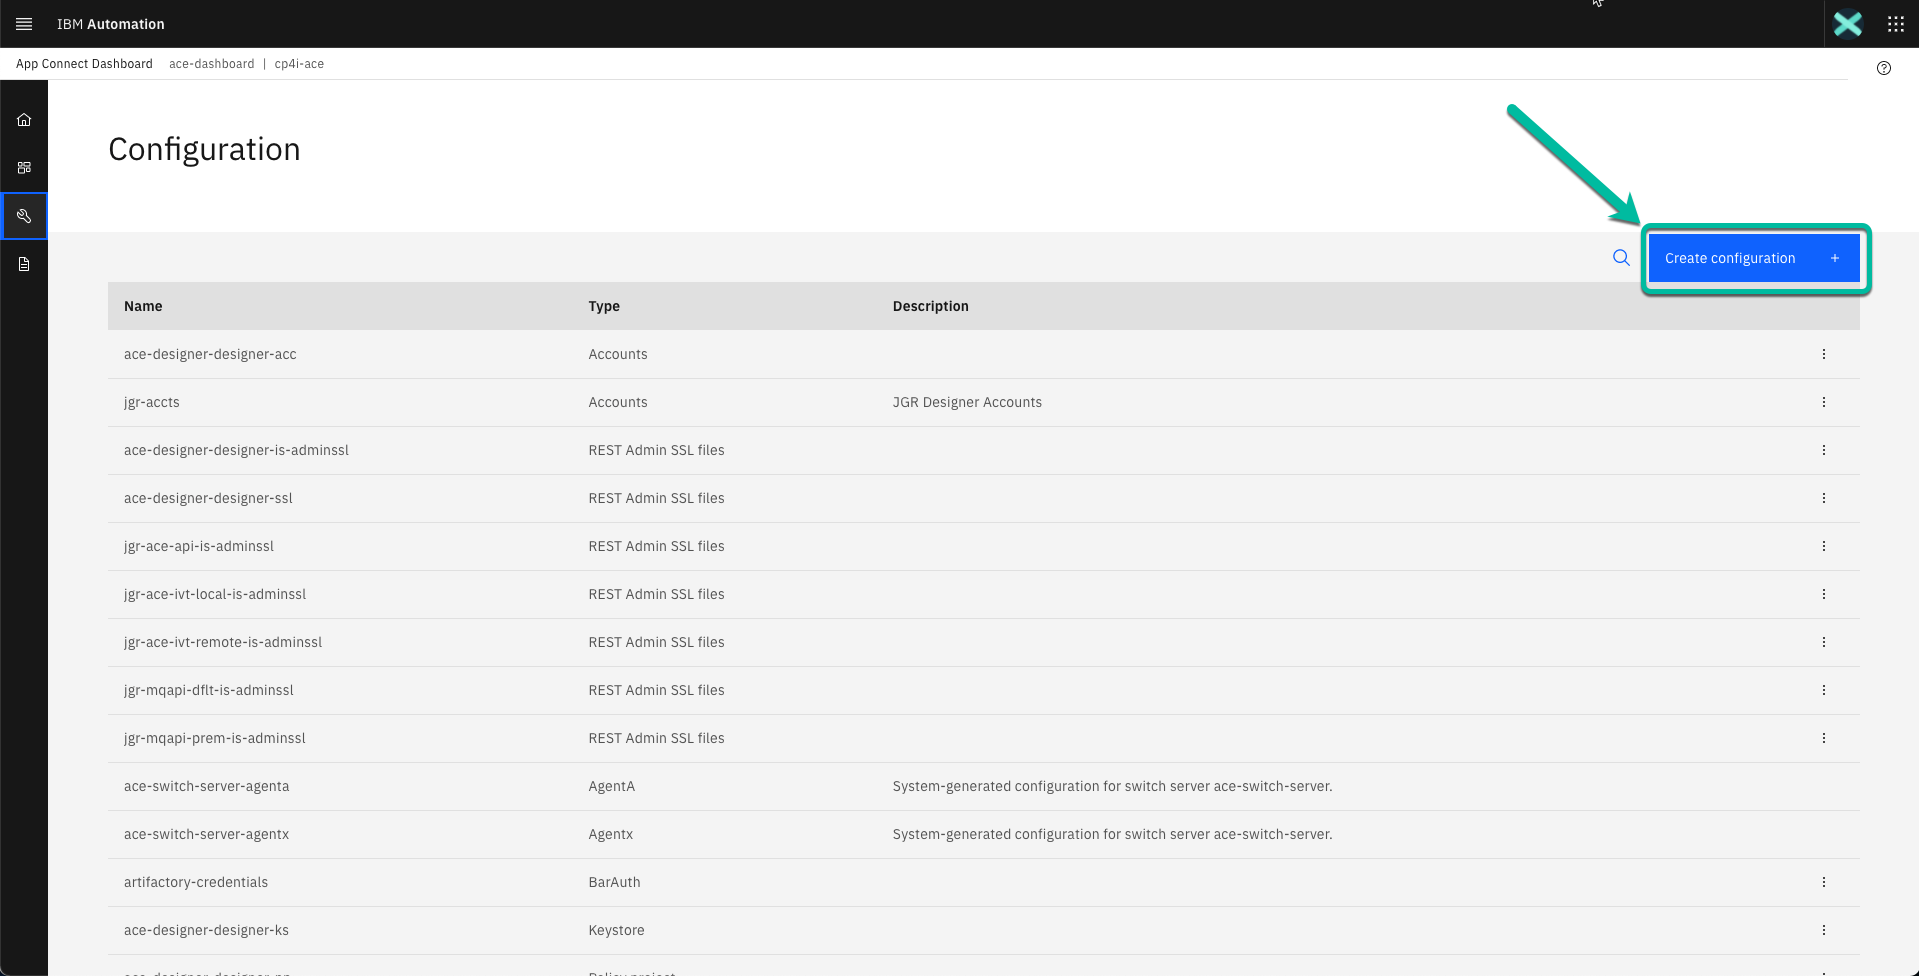 IBM Automation
App Connect Dashboard ace-dashboard | cp4i-ace
Configuration
Create configuration +
Name Type Description
ace-designer-designer-acc Accounts
jgr-accts Accounts JGR Designer Accounts
ace-designer-designer-is-adminssl REST Admin SSL files
ace-designer-designer-ssl REST Admin SSL files
jgr-ace-api-is-adminssl REST Admin SSL files
jgr-ace-ivt-local-is-adminssl REST Admin SSL files
jgr-ace-ivt-remote-is-adminssl REST Admin SSL files
jgr-mqapi-dflt-is-adminssl REST Admin SSL files
jgr-mqapi-prem-is-adminssl REST Admin SSL files
ace-switch-server-agenta AgentA System-generated configuration for switch server ace-switch-server.
ace-switch-server-agentx Agentx System-generated configuration for switch server ace-switch-server.
artifactory-credentials BarAuth
ace-designer-designer-ks Keystore